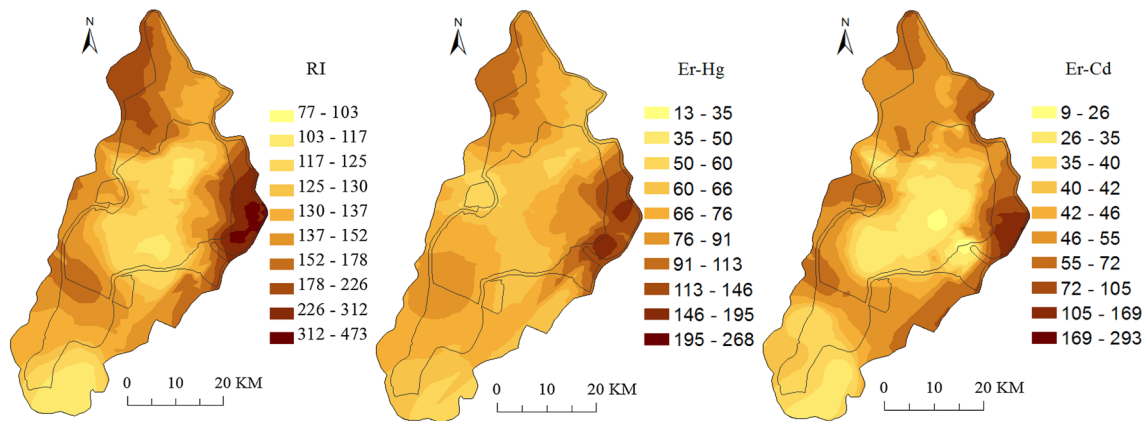 N
RI
77 - 103
103 - 117
117 - 125
125 - 130
130 - 137
137 - 152
152 - 178
178 - 226
226 - 312
312 - 473
0 10 20 KM
N
Er-Hg
13 - 35
35 - 50
50 - 60
60 - 66
66 - 76
76 - 91
91 - 113
113 - 146
146 - 195
195 - 268
0 10 20 KM
N
Er-Cd
9 - 26
26 - 35
35 - 40
40 - 42
42 - 46
46 - 55
55 - 72
72 - 105
105 - 169
169 - 293
0 10 20 KM